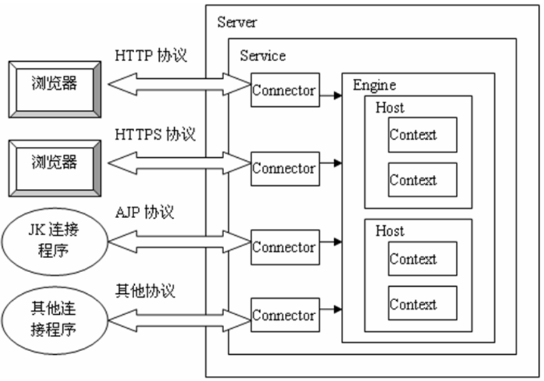 Server
Service
HTTP 协议
浏览器
Connector
Engine
Host
Context
Context
HTTPS 协议
浏览器
Connector
AJP 协议
JK 连接
程序
Connector
Host
Context
Context
其他协议
其他连
接程序
Connector